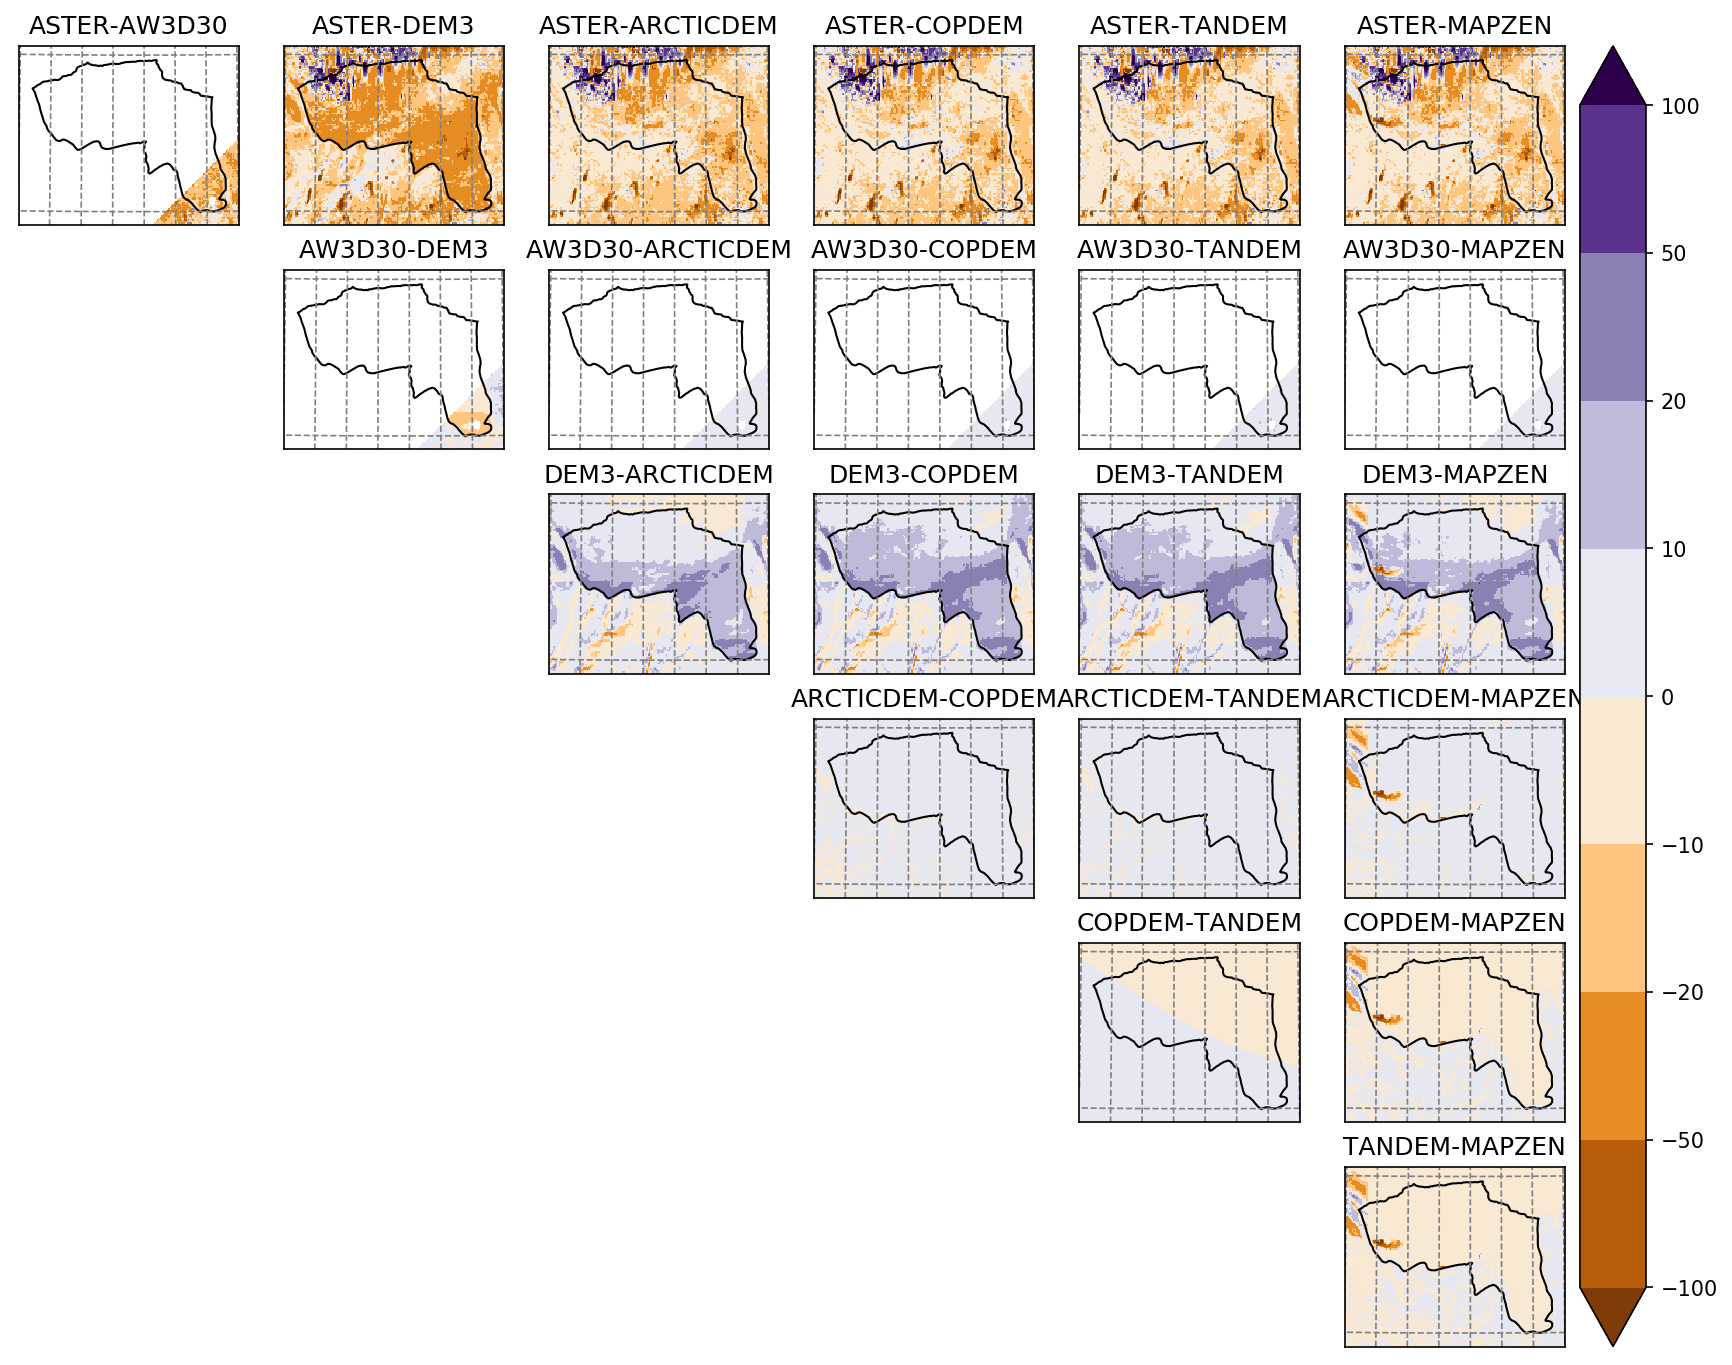 ASTER-AW3D30 ASTER-DEM3 ASTER-ARCTICDEM ASTER-COPDEM ASTER-TANDEM ASTER-MAPZEN
AW3D30-DEM3 AW3D30-ARCTICDEM AW3D30-COPDEM AW3D30-TANDEM AW3D30-MAPZEN
DEM3-ARCTICDEM DEM3-COPDEM DEM3-TANDEM DEM3-MAPZEN
ARCTICDEM-COPDEM ARCTICDEM-TANDEM ARCTICDEM-MAPZEN
COPDEM-TANDEM COPDEM-MAPZEN
TANDEM-MAPZEN
100
50
20
10
0
−10
−20
−50
−100